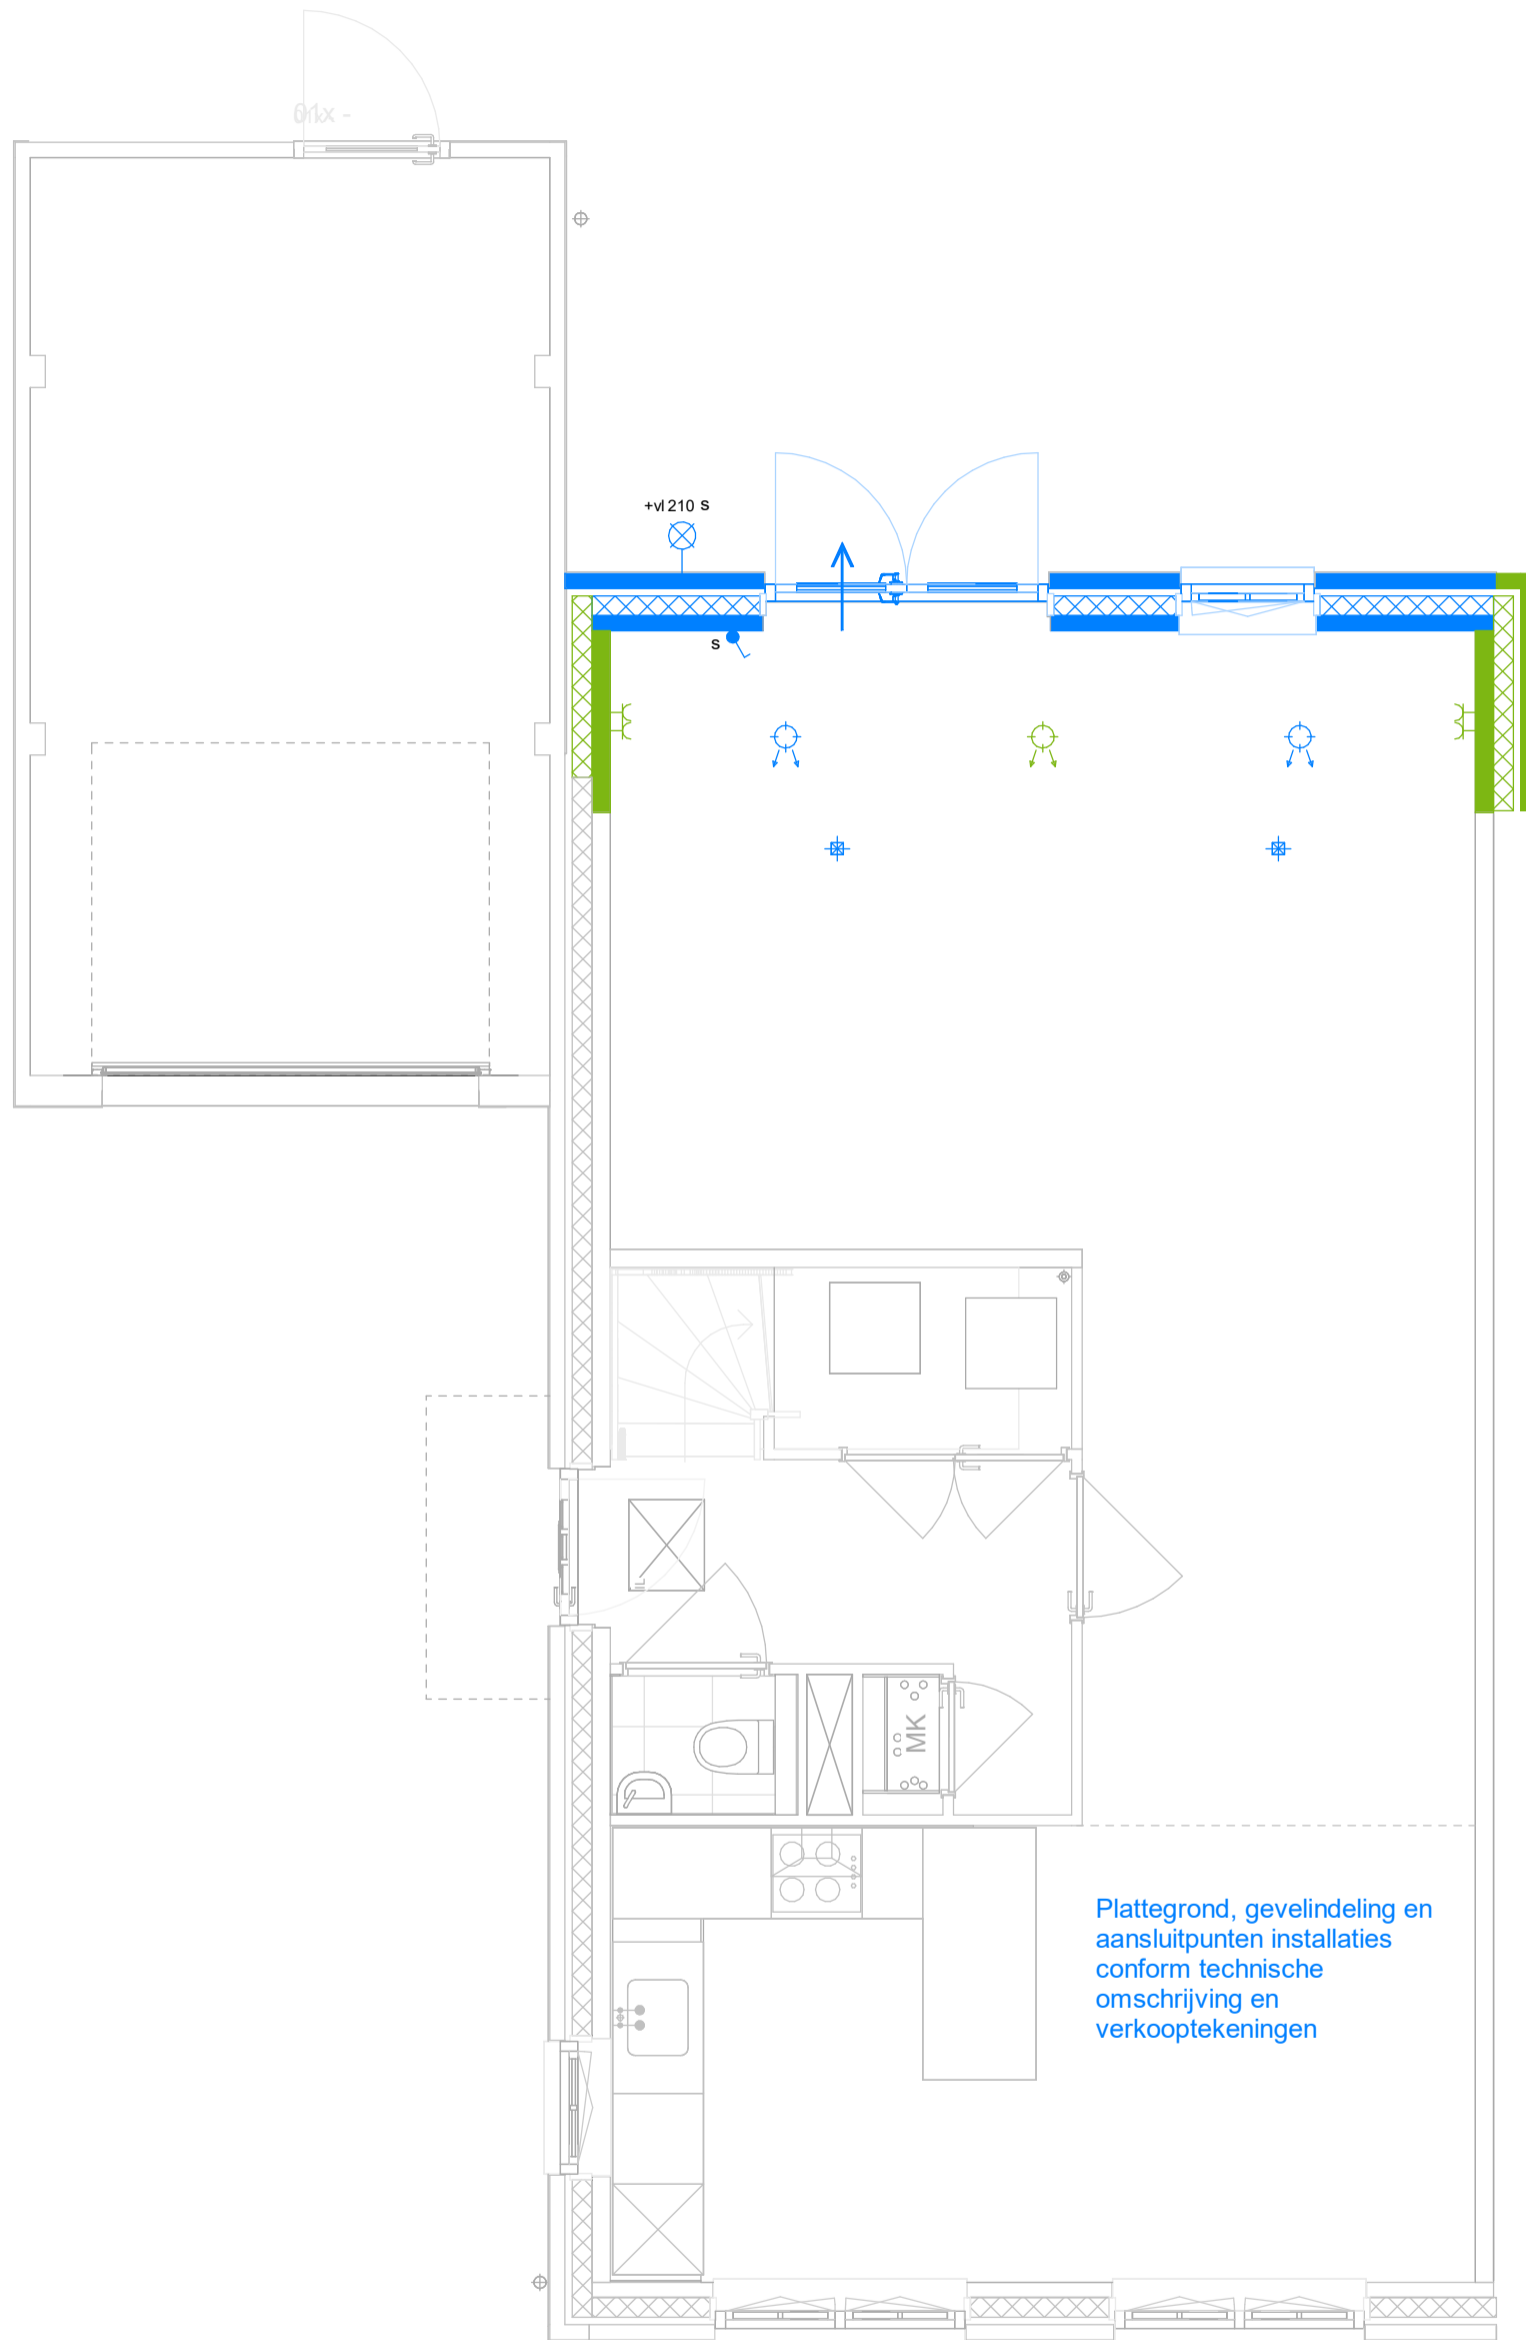 +vl 210 s
s
MK
Plattegrond, gevelindeling en
aansluitpunten installaties
conform technische
omschrijving en
verkooptekeningen